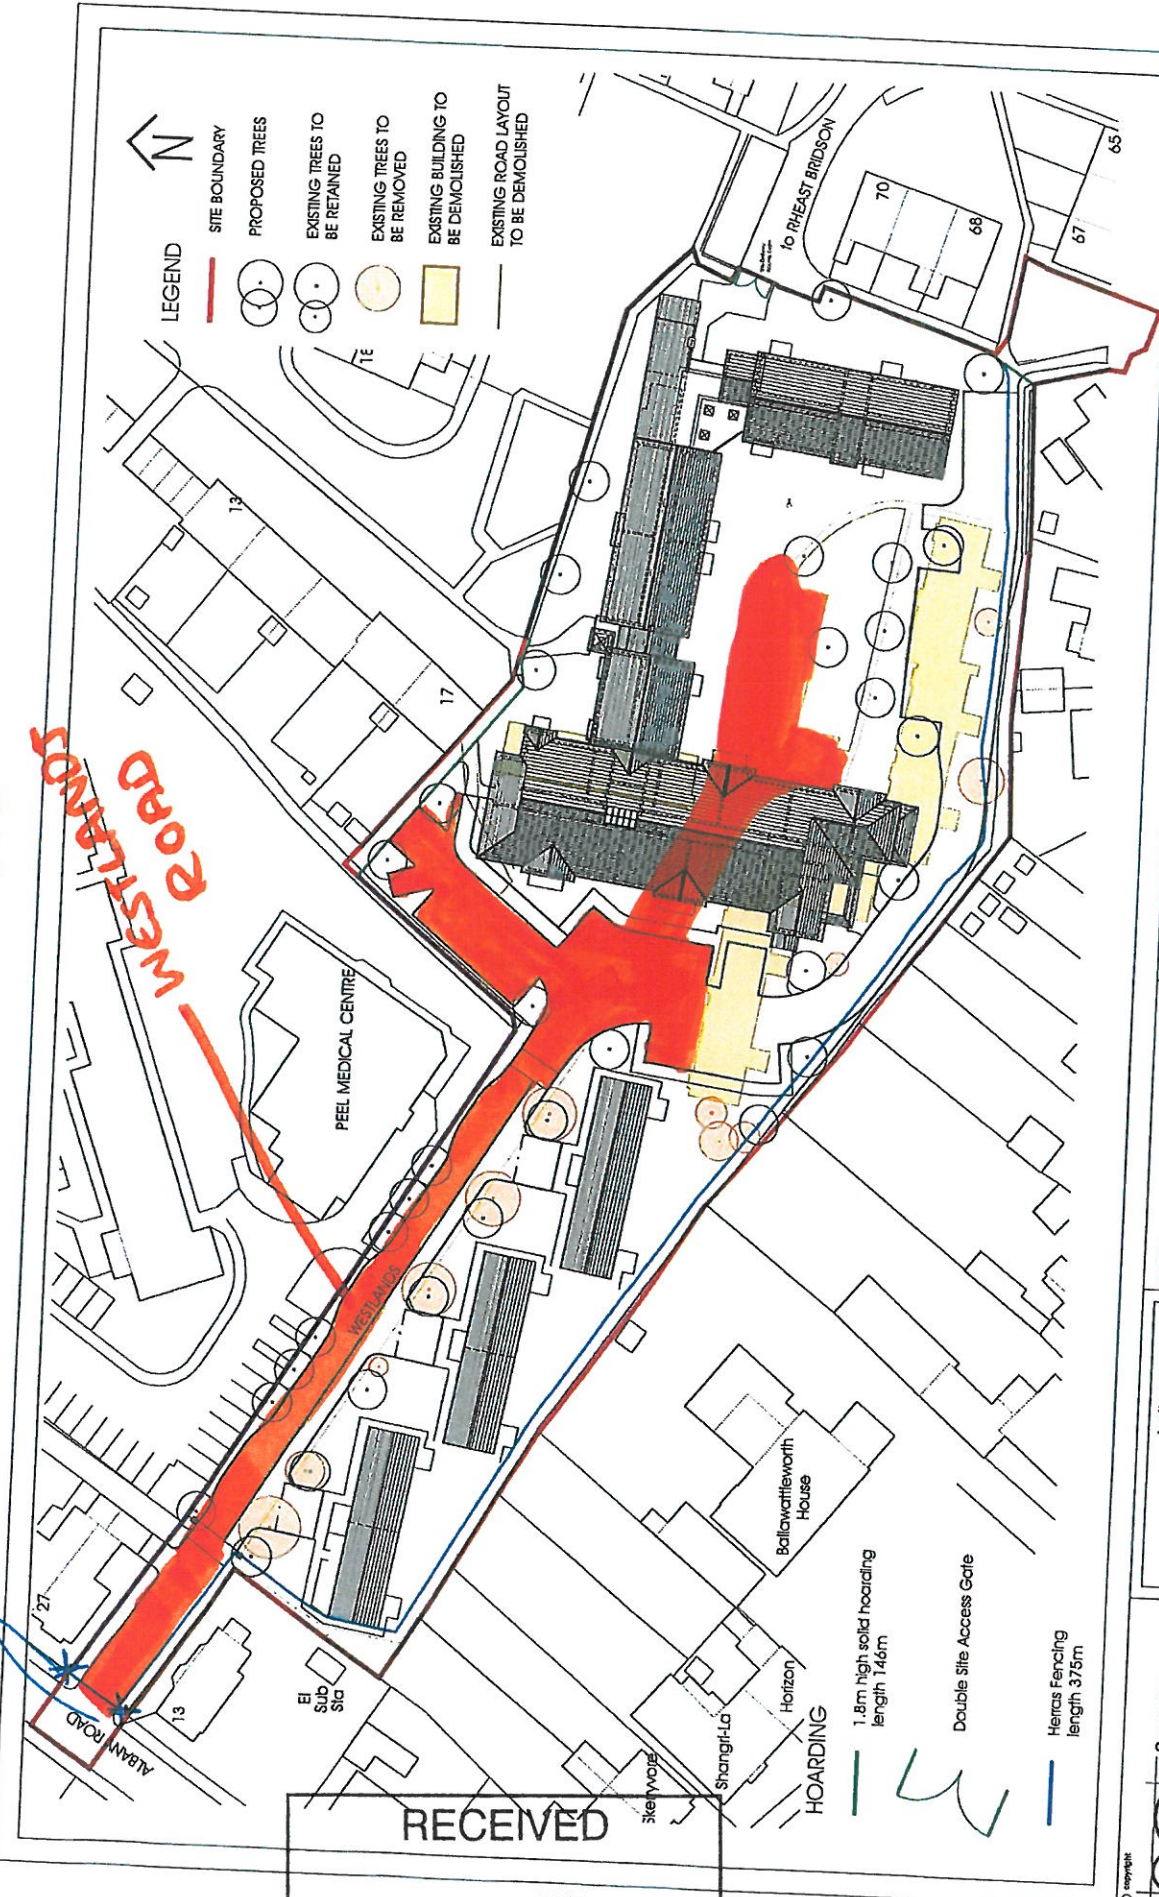 LEGEND
SITE BOUNDARY
PROPOSED TREES
EXISTING TREES TO
BE RETAINED
EXISTING TREES TO
BE REMOVED
EXISTING BUILDING TO
BE DEMOLISHED
EXISTING ROAD LAYOUT
TO BE DEMOLISHED
N
WESTLANDS
ROAD
PEEL MEDICAL CENTRE
WESTLANDS
ALBANY ROAD
27
13
El
Sub
Sta
13
17
to RHEAST BRIDSON
70
68
67
65
Ballawattleworth
House
Horizon
Shangri-La
Skerryvore
HOARDING
1.8m high solid hoarding
length 146m
Double Site Access Gate
Herras Fencing
length 375m
RECEIVED
copyright